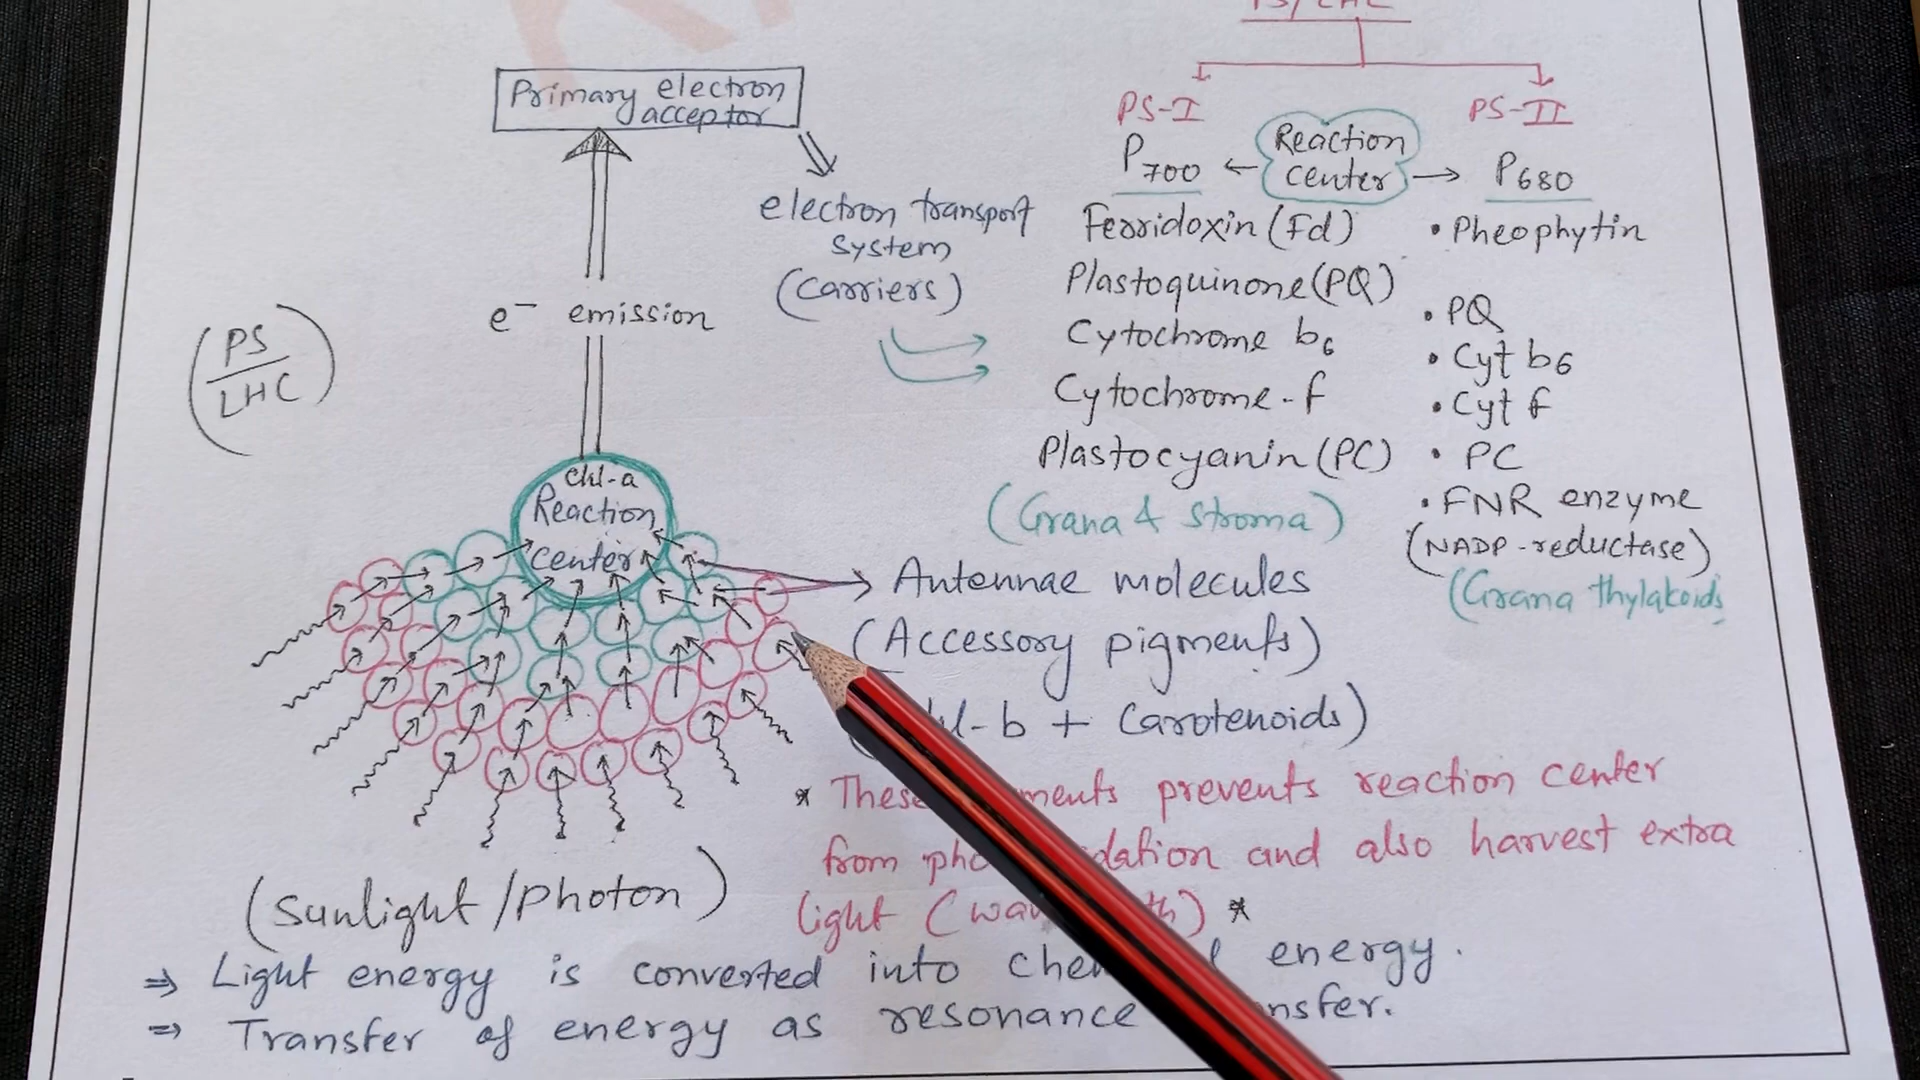 PS/LHC
PS-I
PS-II
Reaction
center
P700 ←
→ P680
Ferridoxin (Fd)
Plastoquinone (PQ)
Cytochrome b6
Cytochrome-f
Plastocyanin (PC)
(Grana & Stroma)
• Pheophytin
• PQ
• Cyt b6
• Cyt f
• PC
• FNR enzyme
(NADP-reductase)
(Grana thylakoids
Primary electron
acceptor
electron transport
system
(Carriers)
e⁻ emission
(PS
LHC)
Chl-a
Reaction
center
Antennae molecules
(Accessory pigments)
l-b + Carotenoids)
* These ments prevents reaction center
from pho dation and also harvest extra
light (wav th) *
(Sunlight/Photon)
⇒ Light energy is converted into che l energy.
⇒ Transfer of energy as resonance nsfer.